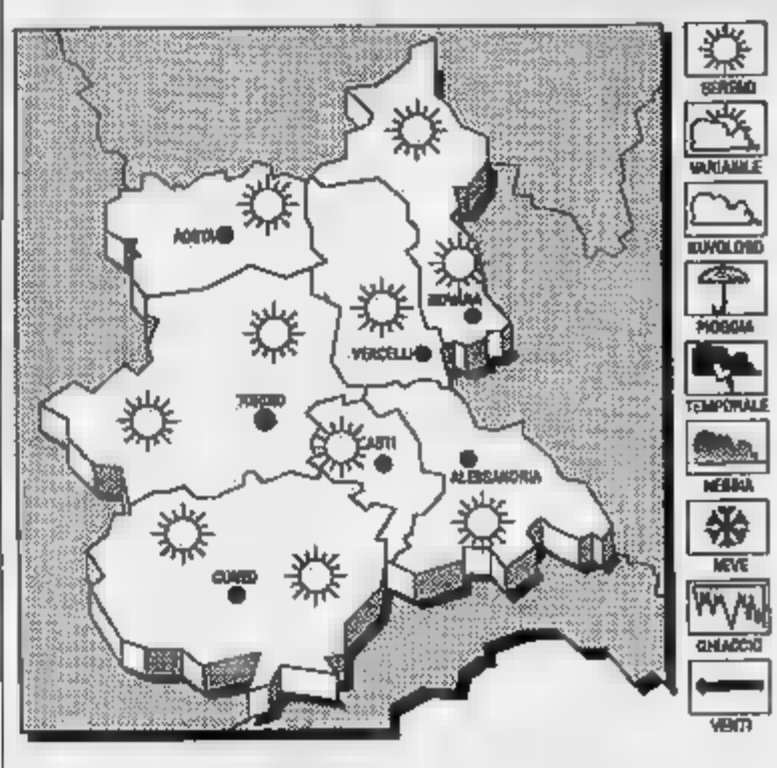 AOSTA
NOVARA
VERCELLI
TORINO
ASTI
ALESSANDRIA
CUNEO
SERENO
VARIABILE
NUVOLOSO
PIOGGIA
TEMPORALE
NEBBIA
NEVE
GHIACCIO
VENTI